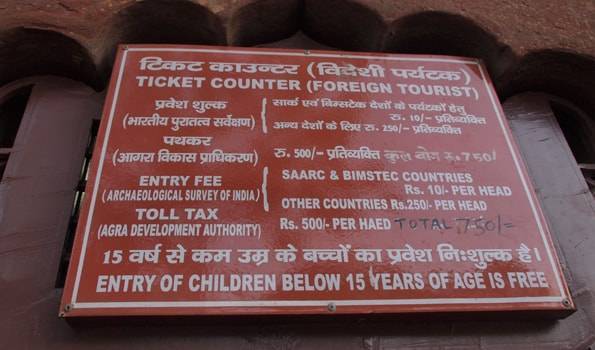 टिकट काउन्टर (विदेशी पर्यटक)
TICKET COUNTER (FOREIGN TOURIST)
प्रवेश शुल्क
(भारतीय पुरातत्व सर्वेक्षण)
सार्क एवं बिम्सटेक देशों के पर्यटकों हेतु
रु. 10/- प्रतिव्यक्ति
अन्य देशों के लिए रु. 250/- प्रतिव्यक्ति
पथकर
(आगरा विकास प्राधिकरण)
रु. 500/- प्रतिव्यक्ति कुल योग रु. 750/
ENTRY FEE
(ARCHAEOLOGICAL SURVEY OF INDIA)
SAARC & BIMSTEC COUNTRIES
Rs. 10/- PER HEAD
OTHER COUNTRIES Rs.250/- PER HEAD
TOLL TAX
(AGRA DEVELOPMENT AUTHORITY)
Rs. 500/- PER HAED TOTAL 750/=
15 वर्ष से कम उम्र के बच्चों का प्रवेश निःशुल्क है।
ENTRY OF CHILDREN BELOW 15 YEARS OF AGE IS FREE